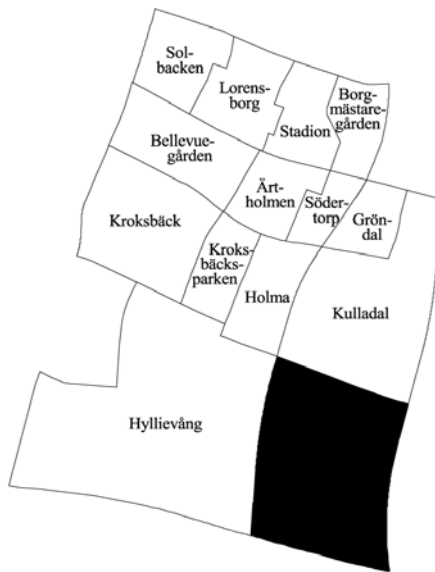 Sol-
backen
Lorens-
borg
Borg-
mästare-
gården
Stadion
Bellevue-
gården
Ärt-
holmen
Söder-
torp
Grön-
dal
Kroksbäck
Kroks-
bäcks-
parken
Holma
Kulladal
Hyllievång